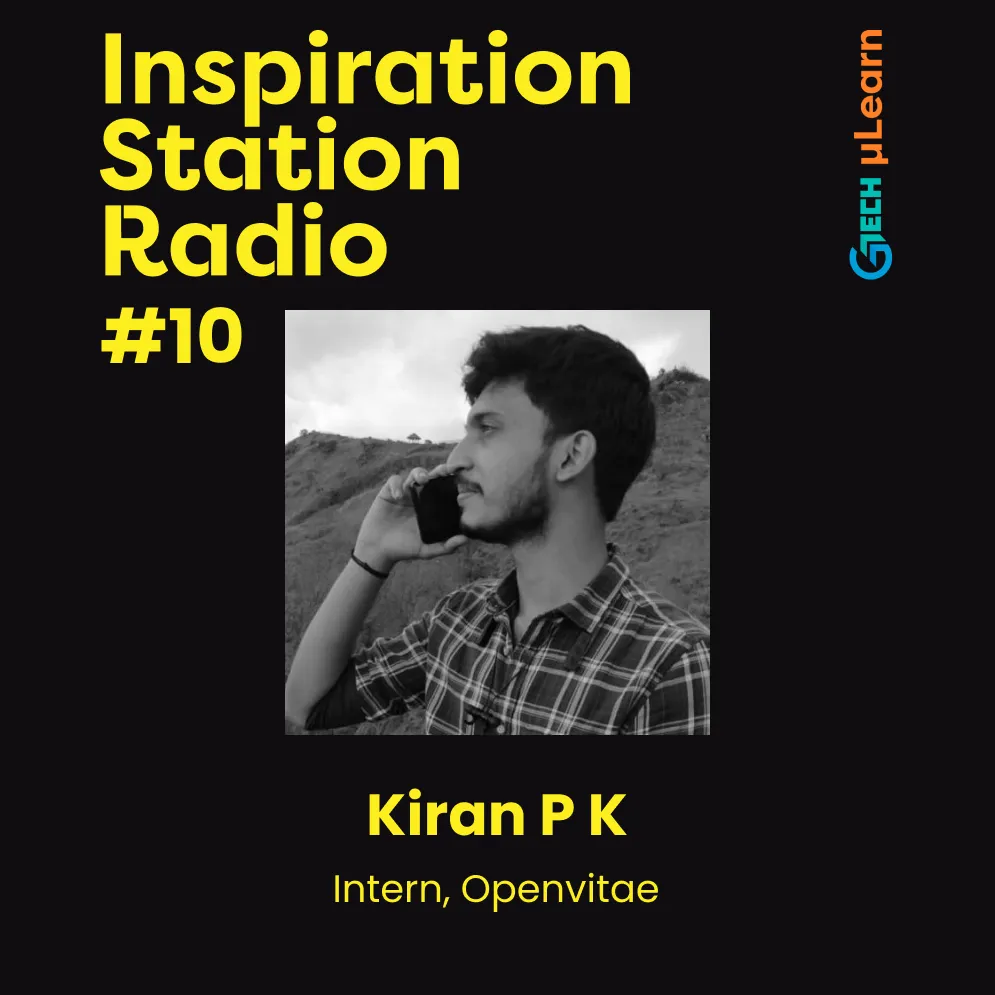 Inspiration
Station
Radio
#10
GTECH µLearn
Kiran P K
Intern, Openvitae